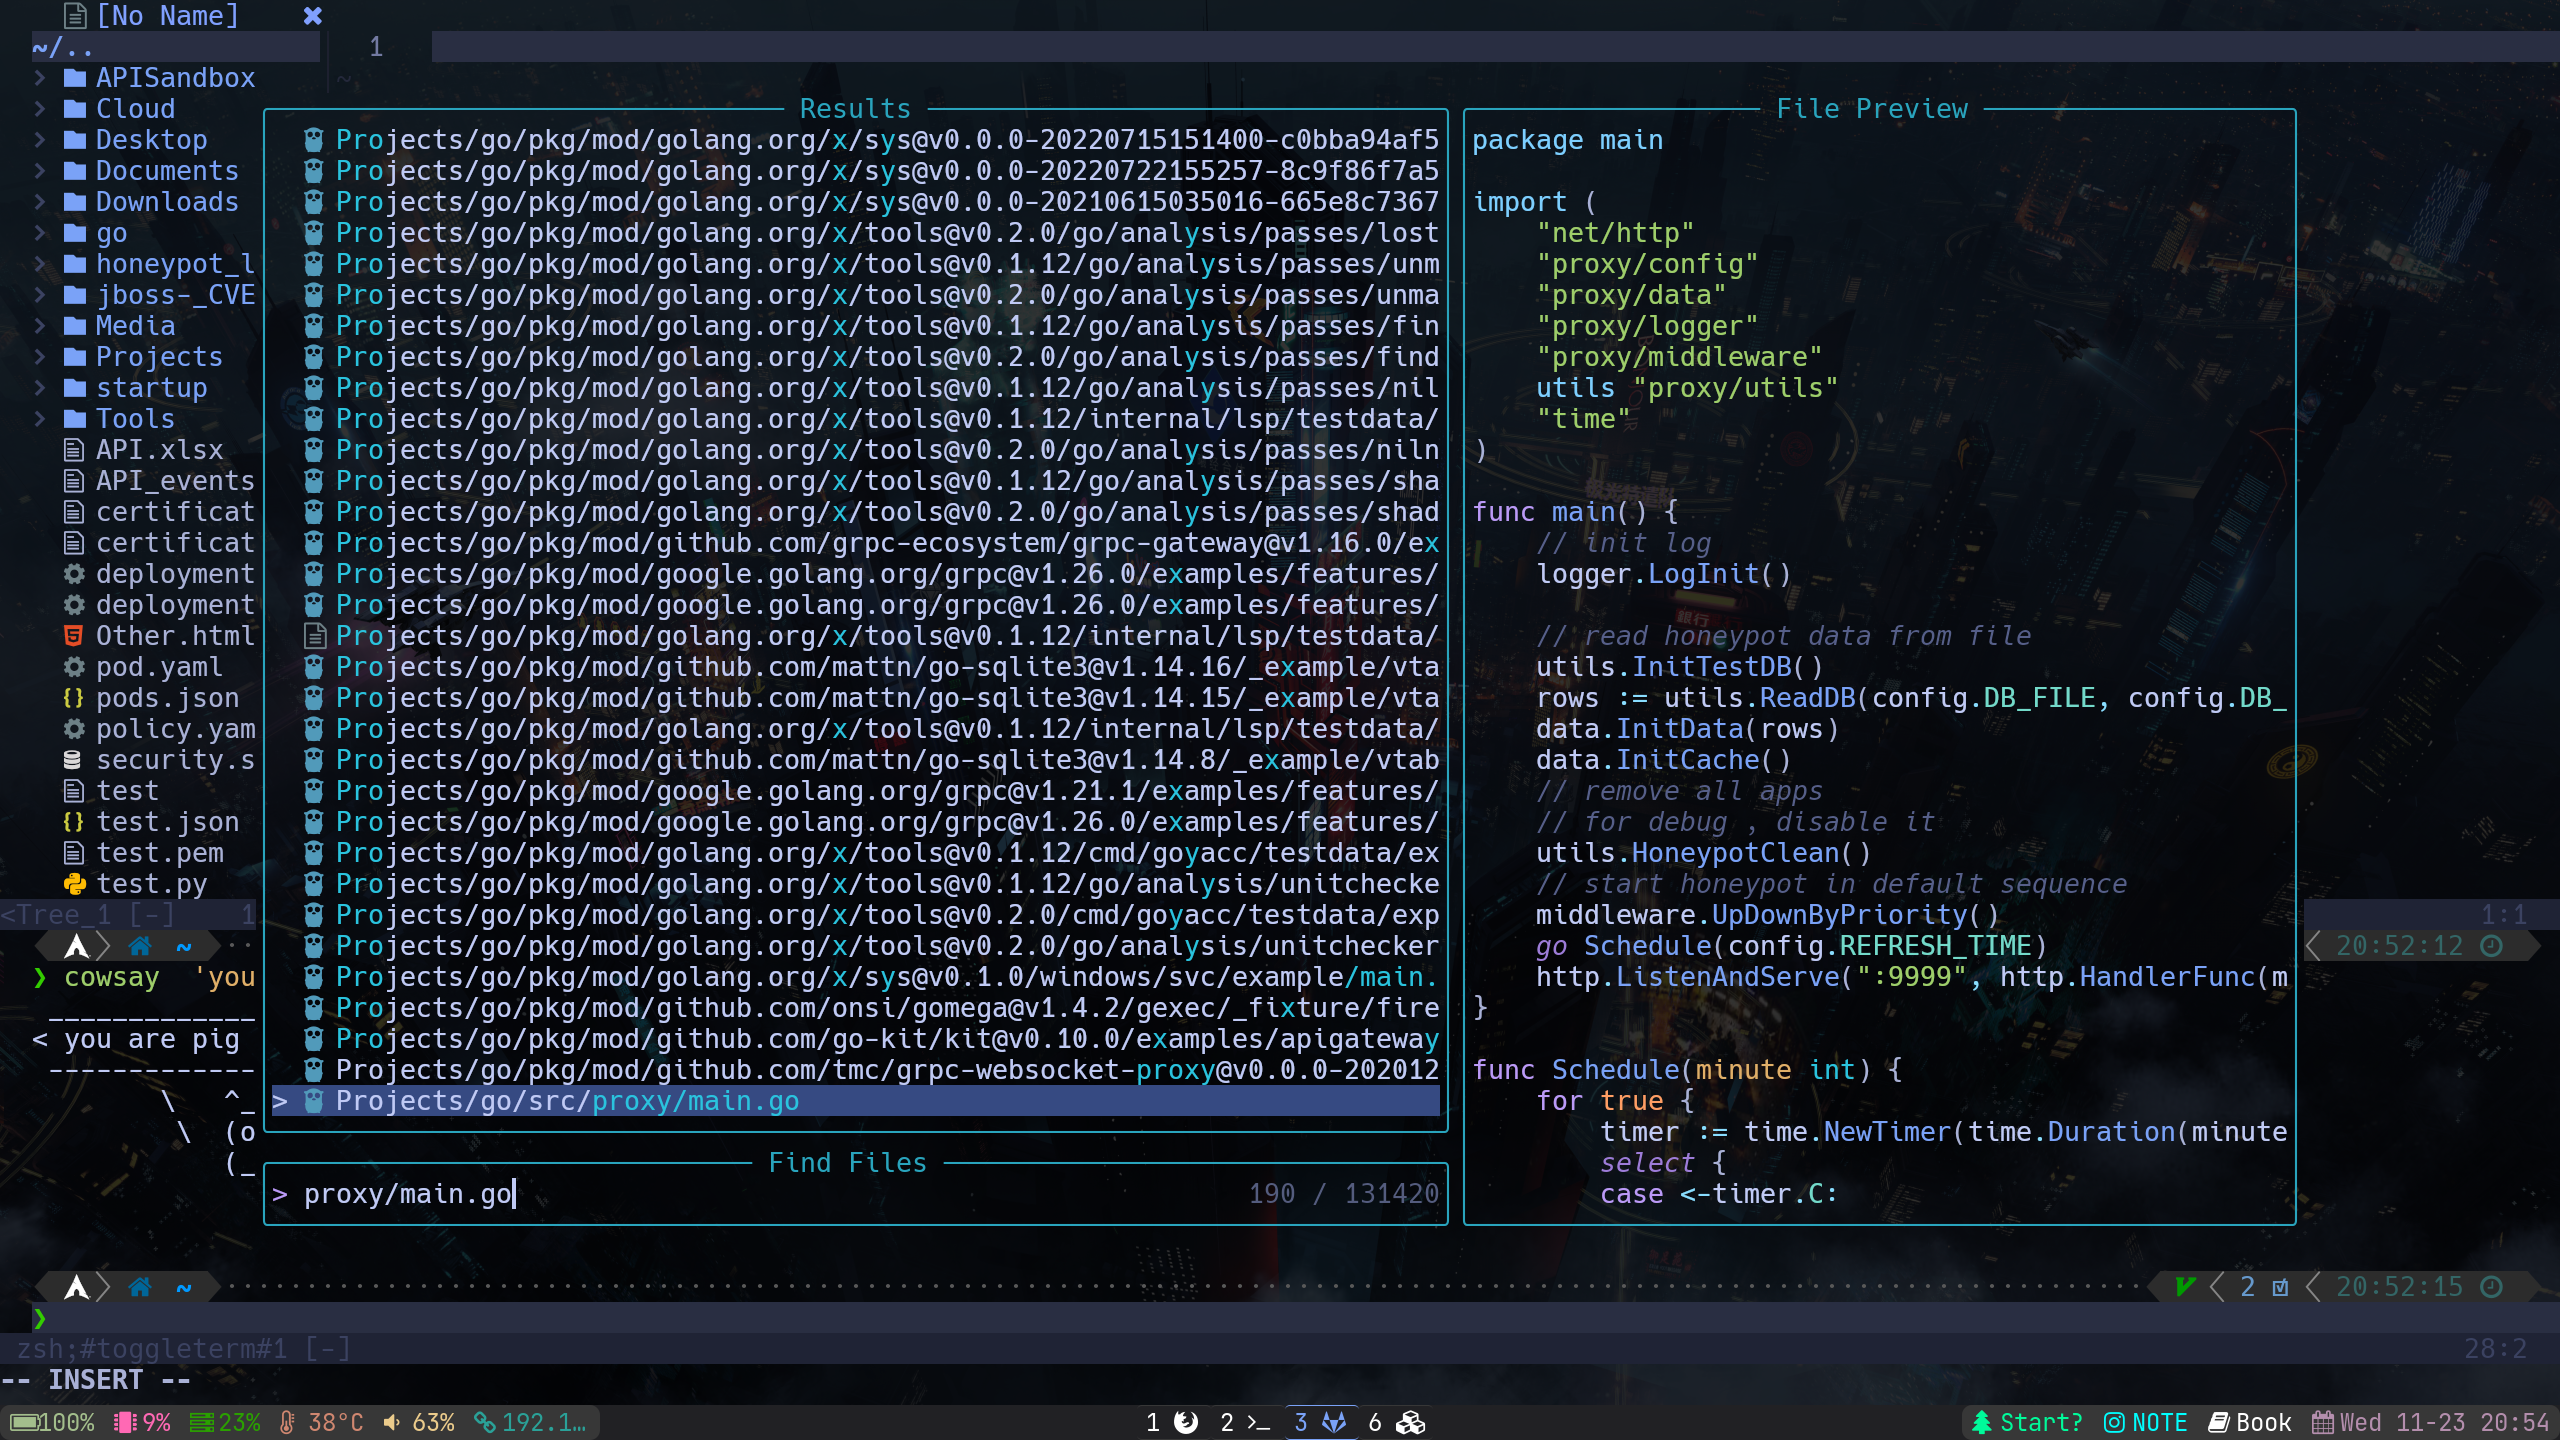 [No Name]
~/..
1
~
APISandbox
Cloud
Desktop
Documents
Downloads
go
honeypot_l
jboss-_CVE
Media
Projects
startup
Tools
API.xlsx
API_events
certificat
certificat
deployment
deployment
Other.html
pod.yaml
pods.json
policy.yam
security.s
test
test.json
test.pem
test.py
<Tree_1 [-] 1
~
❯ cowsay 'you
_____________
< you are pig
-------------
\ ^_
\ (o
(_
Results
Projects/go/pkg/mod/golang.org/x/sys@v0.0.0-20220715151400-c0bba94af5
Projects/go/pkg/mod/golang.org/x/sys@v0.0.0-20220722155257-8c9f86f7a5
Projects/go/pkg/mod/golang.org/x/sys@v0.0.0-20210615035016-665e8c7367
Projects/go/pkg/mod/golang.org/x/tools@v0.2.0/go/analysis/passes/lost
Projects/go/pkg/mod/golang.org/x/tools@v0.1.12/go/analysis/passes/unm
Projects/go/pkg/mod/golang.org/x/tools@v0.2.0/go/analysis/passes/unma
Projects/go/pkg/mod/golang.org/x/tools@v0.1.12/go/analysis/passes/fin
Projects/go/pkg/mod/golang.org/x/tools@v0.2.0/go/analysis/passes/find
Projects/go/pkg/mod/golang.org/x/tools@v0.1.12/go/analysis/passes/nil
Projects/go/pkg/mod/golang.org/x/tools@v0.1.12/internal/lsp/testdata/
Projects/go/pkg/mod/golang.org/x/tools@v0.2.0/go/analysis/passes/niln
Projects/go/pkg/mod/golang.org/x/tools@v0.1.12/go/analysis/passes/sha
Projects/go/pkg/mod/golang.org/x/tools@v0.2.0/go/analysis/passes/shad
Projects/go/pkg/mod/github.com/grpc-ecosystem/grpc-gateway@v1.16.0/ex
Projects/go/pkg/mod/google.golang.org/grpc@v1.26.0/examples/features/
Projects/go/pkg/mod/google.golang.org/grpc@v1.26.0/examples/features/
Projects/go/pkg/mod/golang.org/x/tools@v0.1.12/internal/lsp/testdata/
Projects/go/pkg/mod/github.com/mattn/go-sqlite3@v1.14.16/_example/vta
Projects/go/pkg/mod/github.com/mattn/go-sqlite3@v1.14.15/_example/vta
Projects/go/pkg/mod/golang.org/x/tools@v0.1.12/internal/lsp/testdata/
Projects/go/pkg/mod/github.com/mattn/go-sqlite3@v1.14.8/_example/vtab
Projects/go/pkg/mod/google.golang.org/grpc@v1.21.1/examples/features/
Projects/go/pkg/mod/google.golang.org/grpc@v1.26.0/examples/features/
Projects/go/pkg/mod/golang.org/x/tools@v0.1.12/cmd/goyacc/testdata/ex
Projects/go/pkg/mod/golang.org/x/tools@v0.1.12/go/analysis/unitchecke
Projects/go/pkg/mod/golang.org/x/tools@v0.2.0/cmd/goyacc/testdata/exp
Projects/go/pkg/mod/golang.org/x/tools@v0.2.0/go/analysis/unitchecker
Projects/go/pkg/mod/golang.org/x/sys@v0.1.0/windows/svc/example/main.
Projects/go/pkg/mod/github.com/onsi/gomega@v1.4.2/gexec/_fixture/fire
Projects/go/pkg/mod/github.com/go-kit/kit@v0.10.0/examples/apigateway
Projects/go/pkg/mod/github.com/tmc/grpc-websocket-proxy@v0.0.0-202012
> Projects/go/src/proxy/main.go
Find Files
> proxy/main.go 190 / 131420
File Preview
package main
import (
"net/http"
"proxy/config"
"proxy/data"
"proxy/logger"
"proxy/middleware"
utils "proxy/utils"
"time"
)
func main() {
// init log
logger.LogInit()
// read honeypot data from file
utils.InitTestDB()
rows := utils.ReadDB(config.DB_FILE, config.DB_
data.InitData(rows)
data.InitCache()
// remove all apps
// for debug , disable it
utils.HoneypotClean()
// start honeypot in default sequence
middleware.UpDownByPriority()
go Schedule(config.REFRESH_TIME)
http.ListenAndServe(":9999", http.HandlerFunc(m
}
func Schedule(minute int) {
for true {
timer := time.NewTimer(time.Duration(minute
select {
case <-timer.C:
1:1
20:52:12
~ 2 20:52:15
❯
zsh;#toggleterm#1 [-] 28:2
-- INSERT --
100% 9% 23% 38°C 63% 192.1…
1 2 3 6
Start? NOTE Book Wed 11-23 20:54